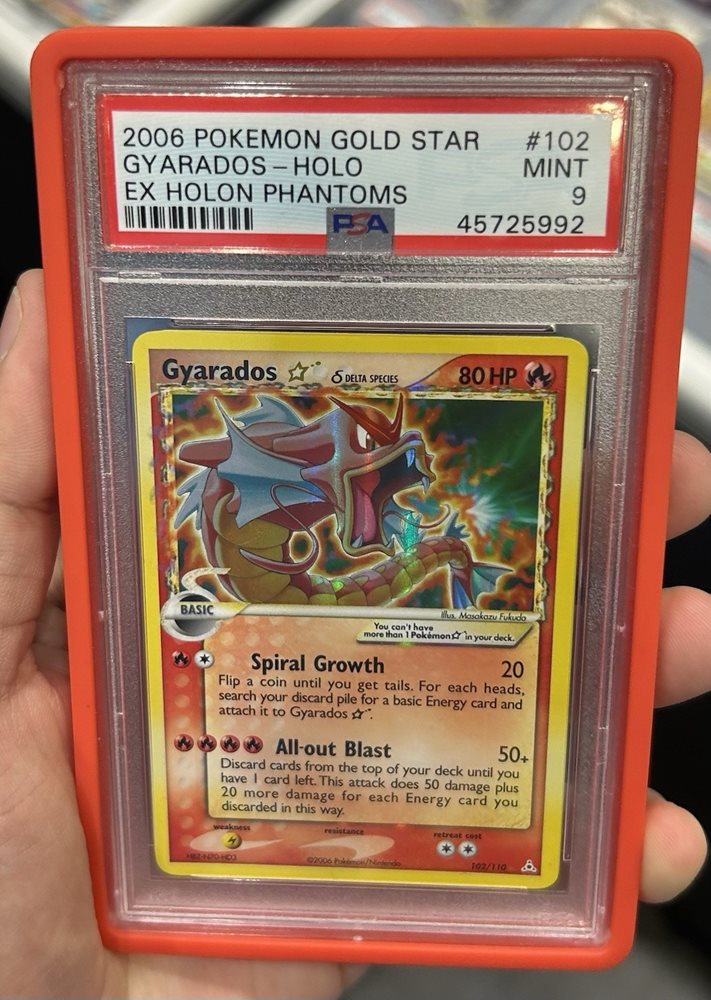 2006 POKEMON GOLD STAR #102
GYARADOS - HOLO MINT
EX HOLON PHANTOMS 9
PSA 45725992
Gyarados ☆ δ DELTA SPECIES 80 HP
BASIC
Illus. Masakazu Fukuda
You can't have
more than 1 Pokémon☆ in your deck.
Spiral Growth 20
Flip a coin until you get tails. For each heads,
search your discard pile for a basic Energy card and
attach it to Gyarados ☆.
All-out Blast 50+
Discard cards from the top of your deck until you
have 1 card left. This attack does 50 damage plus
20 more damage for each Energy card you
discarded in this way.
weakness resistance retreat cost
©2006 Pokémon/Nintendo 102/110